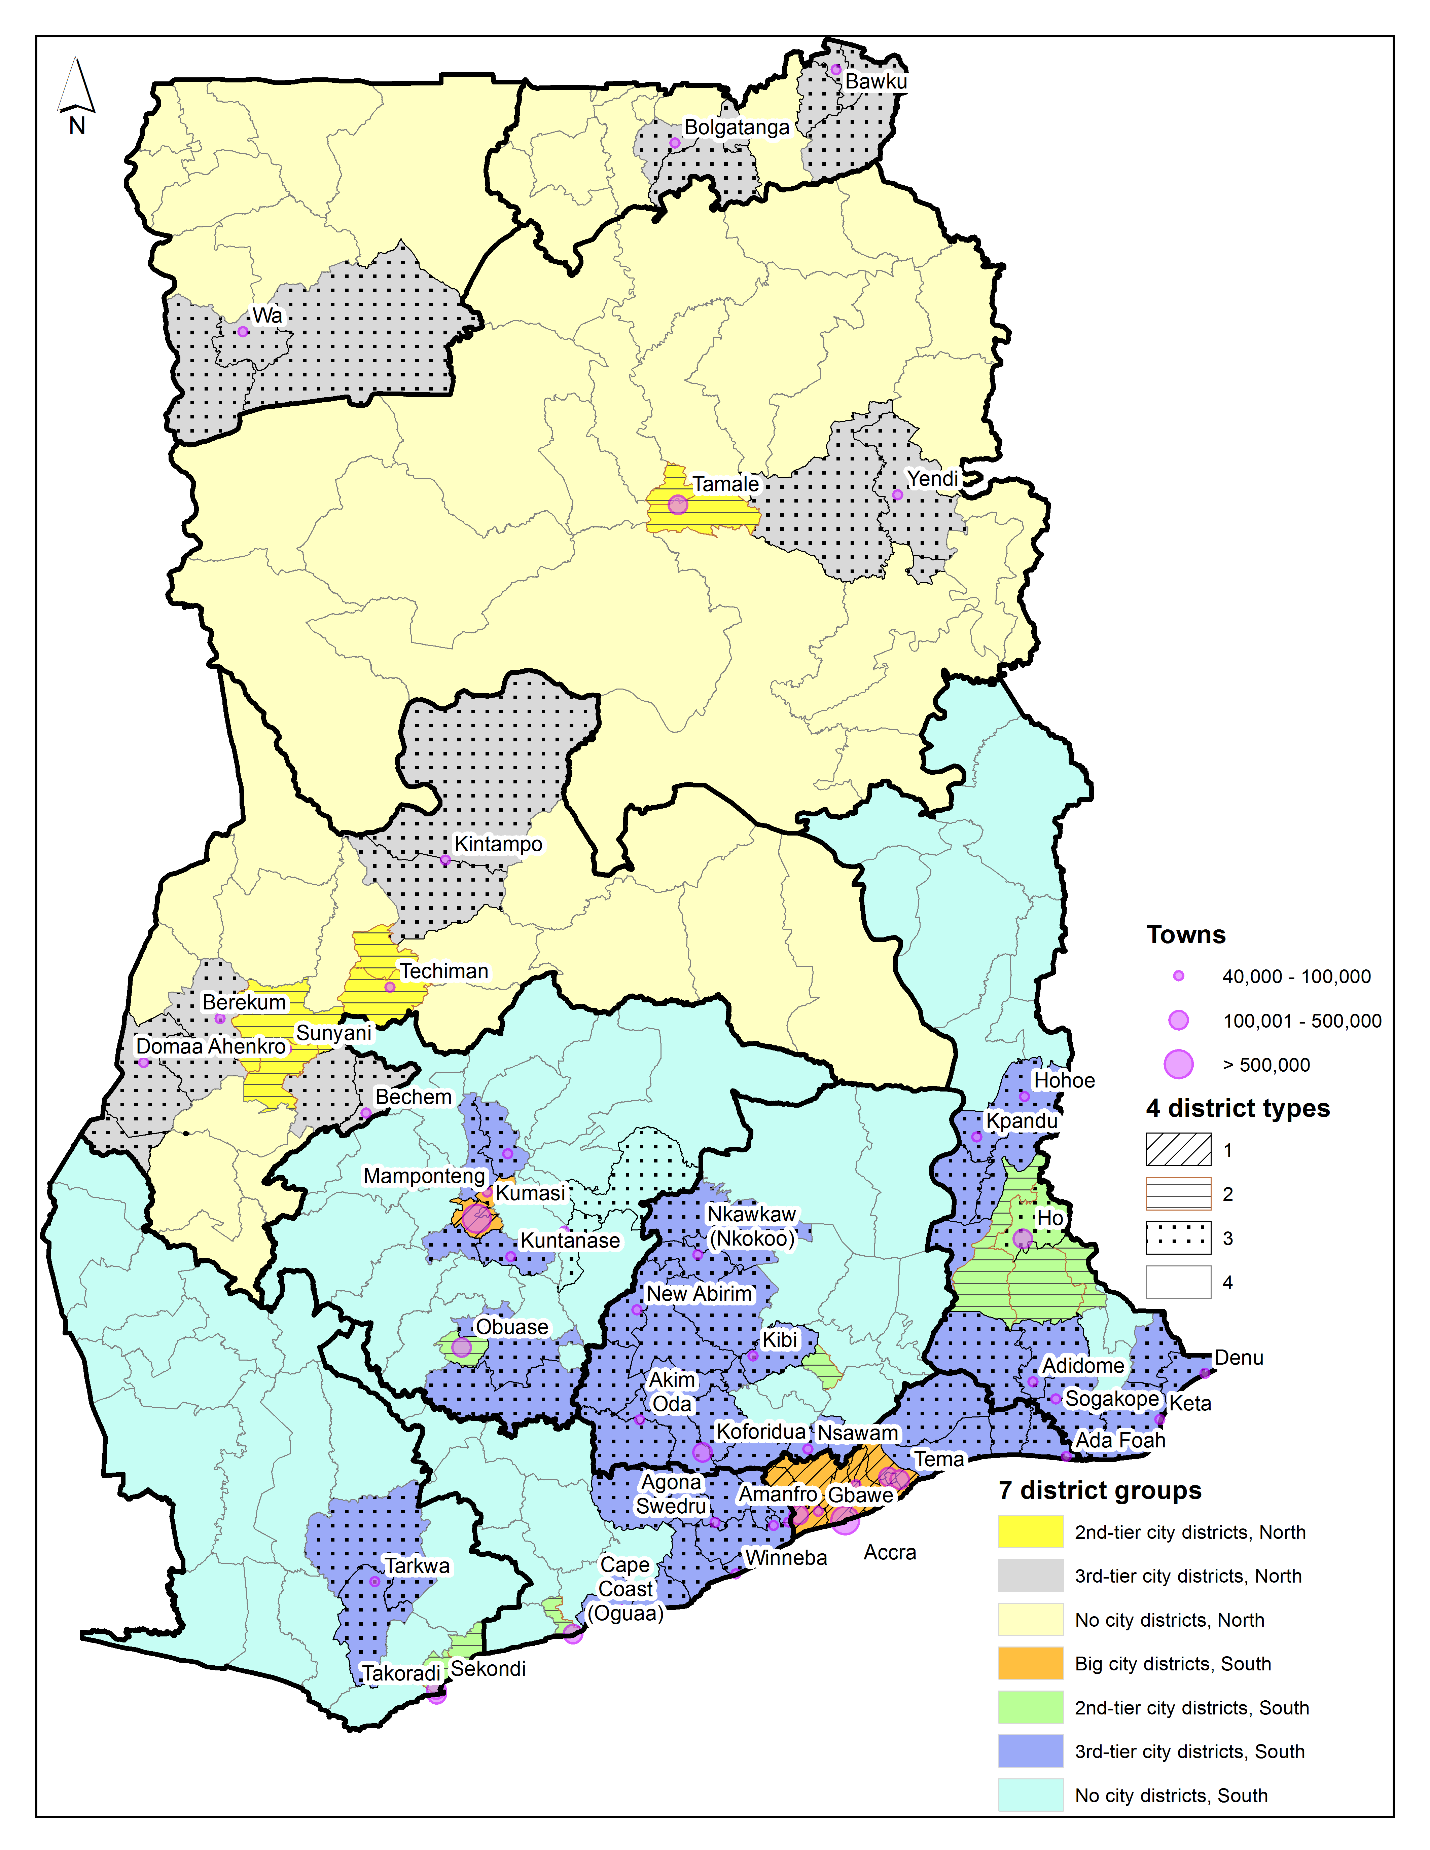 N
Bawku
Bolgatanga
Wa
Tamale
Yendi
Kintampo
Techiman
Berekum
Sunyani
Domaa Ahenkro
Bechem
Hohoe
Kpandu
Mamponteng
Kumasi
Ho
Nkawkaw
(Nkokoo)
Kuntanase
New Abirim
Obuase
Kibi
Akim
Oda
Denu
Adidome
Sogakope
Keta
Koforidua
Nsawam
Ada Foah
Tema
Agona
Swedru
Amanfro
Gbawe
Winneba
Accra
Cape
Coast
(Oguaa)
Tarkwa
Takoradi
Sekondi
Towns
40,000 - 100,000
100,001 - 500,000
> 500,000
4 district types
1
2
3
4
7 district groups
2nd-tier city districts, North
3rd-tier city districts, North
No city districts, North
Big city districts, South
2nd-tier city districts, South
3rd-tier city districts, South
No city districts, South